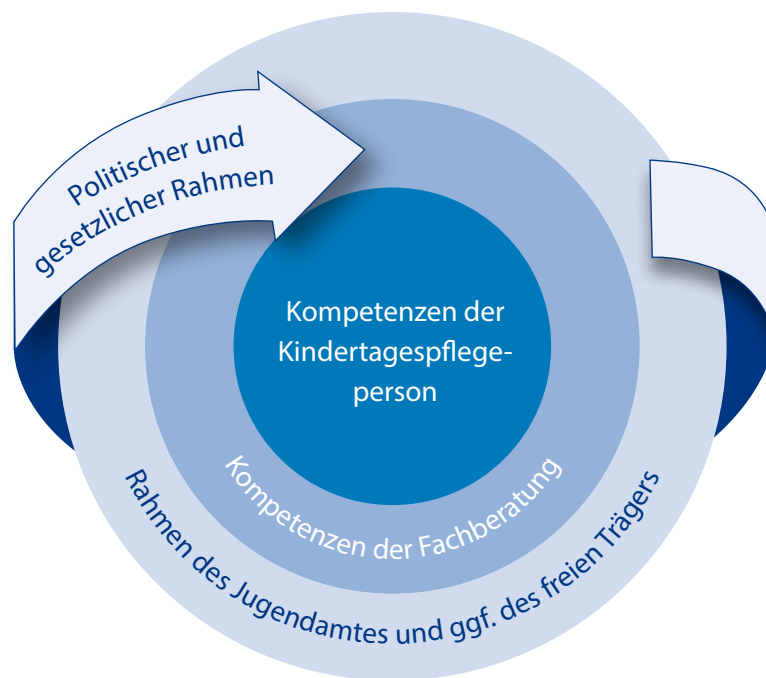 Politischer und
gesetzlicher Rahmen
Kompetenzen der
Kindertagespflege-
person
Kompetenzen der Fachberatung
Rahmen des Jugendamtes und ggf. des freien Trägers